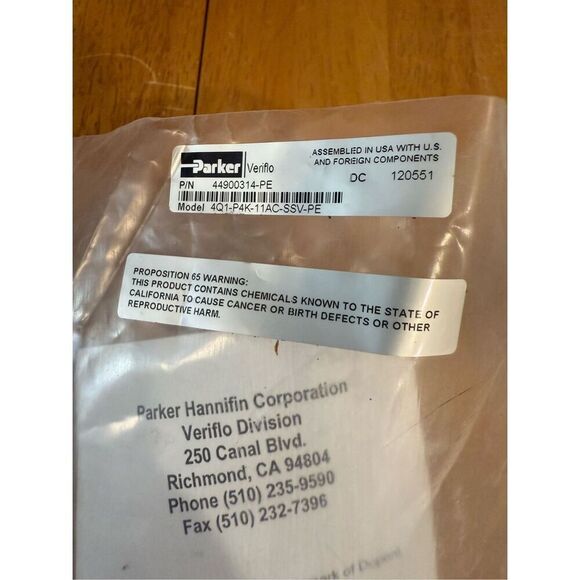 Parker Veriflo
ASSEMBLED IN USA WITH U.S.
AND FOREIGN COMPONENTS
P/N 44900314-PE
DC 120551
Model 4Q1-P4K-11AC-SSV-PE
PROPOSITION 65 WARNING:
THIS PRODUCT CONTAINS CHEMICALS KNOWN TO THE STATE OF
CALIFORNIA TO CAUSE CANCER OR BIRTH DEFECTS OR OTHER
REPRODUCTIVE HARM.
Parker Hannifin Corporation
Veriflo Division
250 Canal Blvd.
Richmond, CA 94804
Phone (510) 235-9590
Fax (510) 232-7396
mark of Dupont